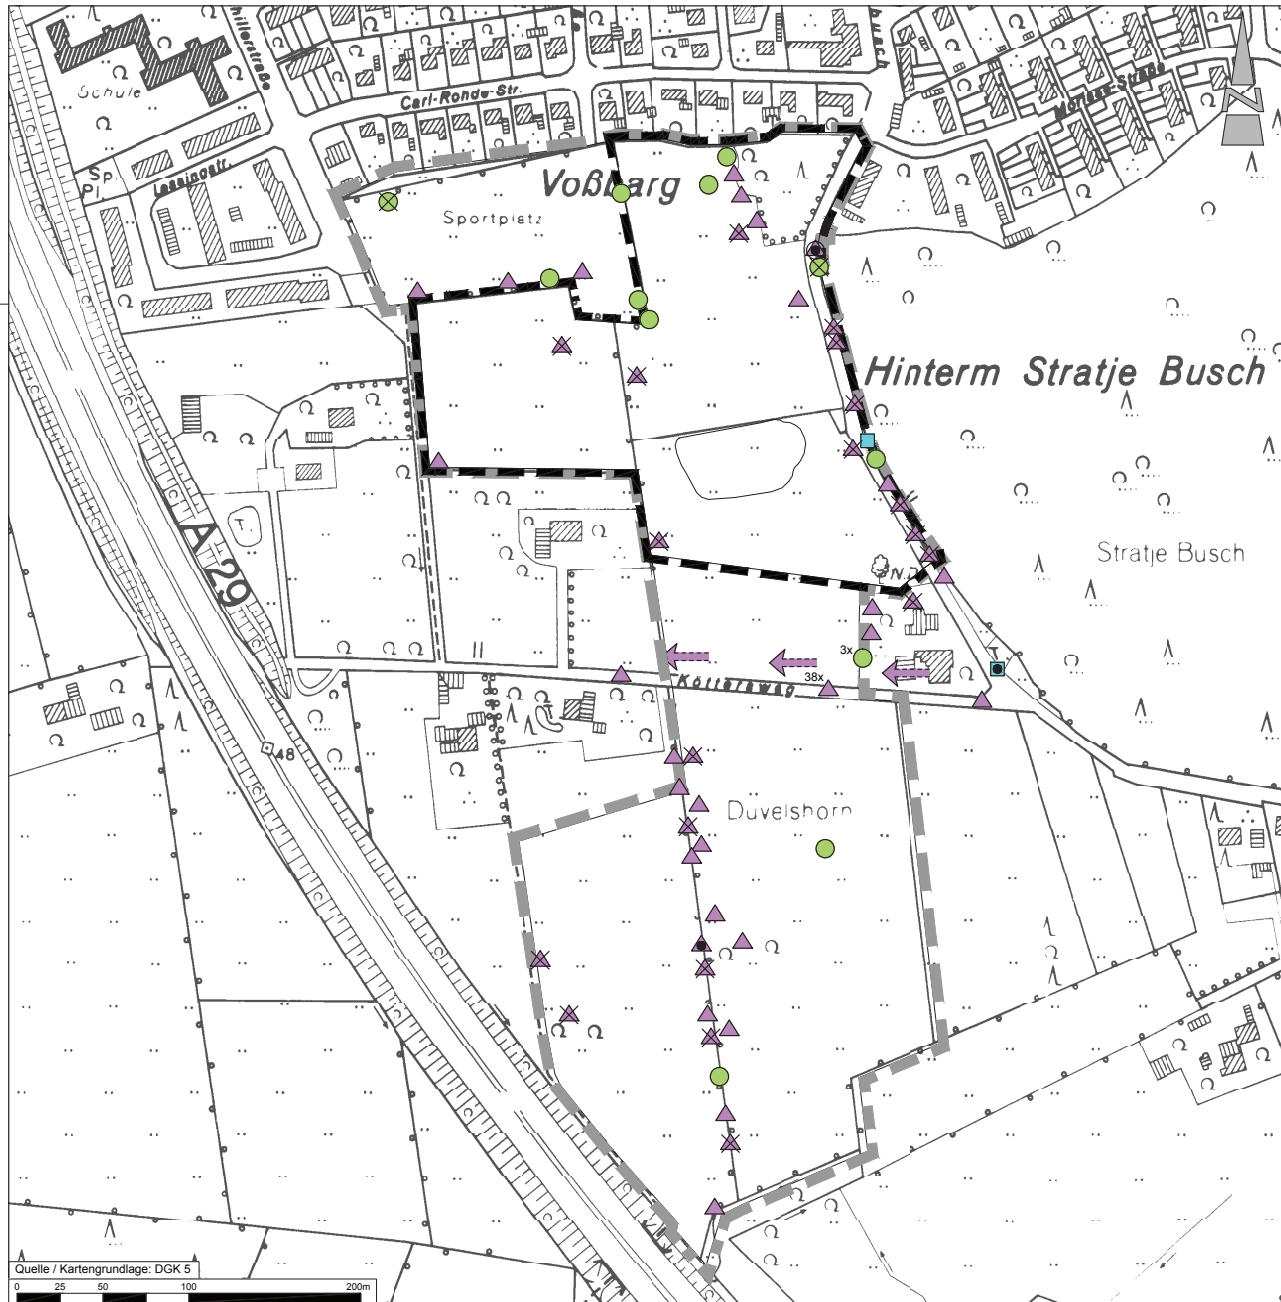 Schule
Schillerstraße
Carl-Ronde-Str.
Sp.
Pl.
Lessingstr.
Voßbarg
Sportplatz
Hinterm Stratje Busch
Stratje Busch
A 29
T.
N.D.
T.
3x
38x
Köttersweg
48
Duvelshorn
Quelle / Kartengrundlage: DGK 5
0 25 50 100 200m